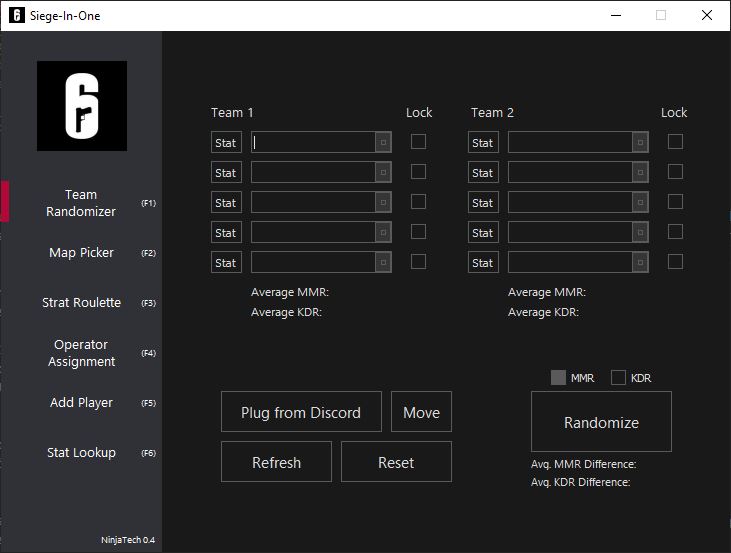 Siege-In-One
6
Team 1
Lock
Team 2
Lock
Stat
Stat
Stat
Stat
Stat
Stat
Stat
Stat
Stat
Stat
Average MMR:
Average MMR:
Average KDR:
Average KDR:
Team
Randomizer
(F1)
Map Picker
(F2)
Strat Roulette
(F3)
Operator
Assignment
(F4)
Add Player
(F5)
Stat Lookup
(F6)
NinjaTech 0.4
MMR
KDR
Plug from Discord
Move
Randomize
Refresh
Reset
Avg. MMR Difference:
Avg. KDR Difference: